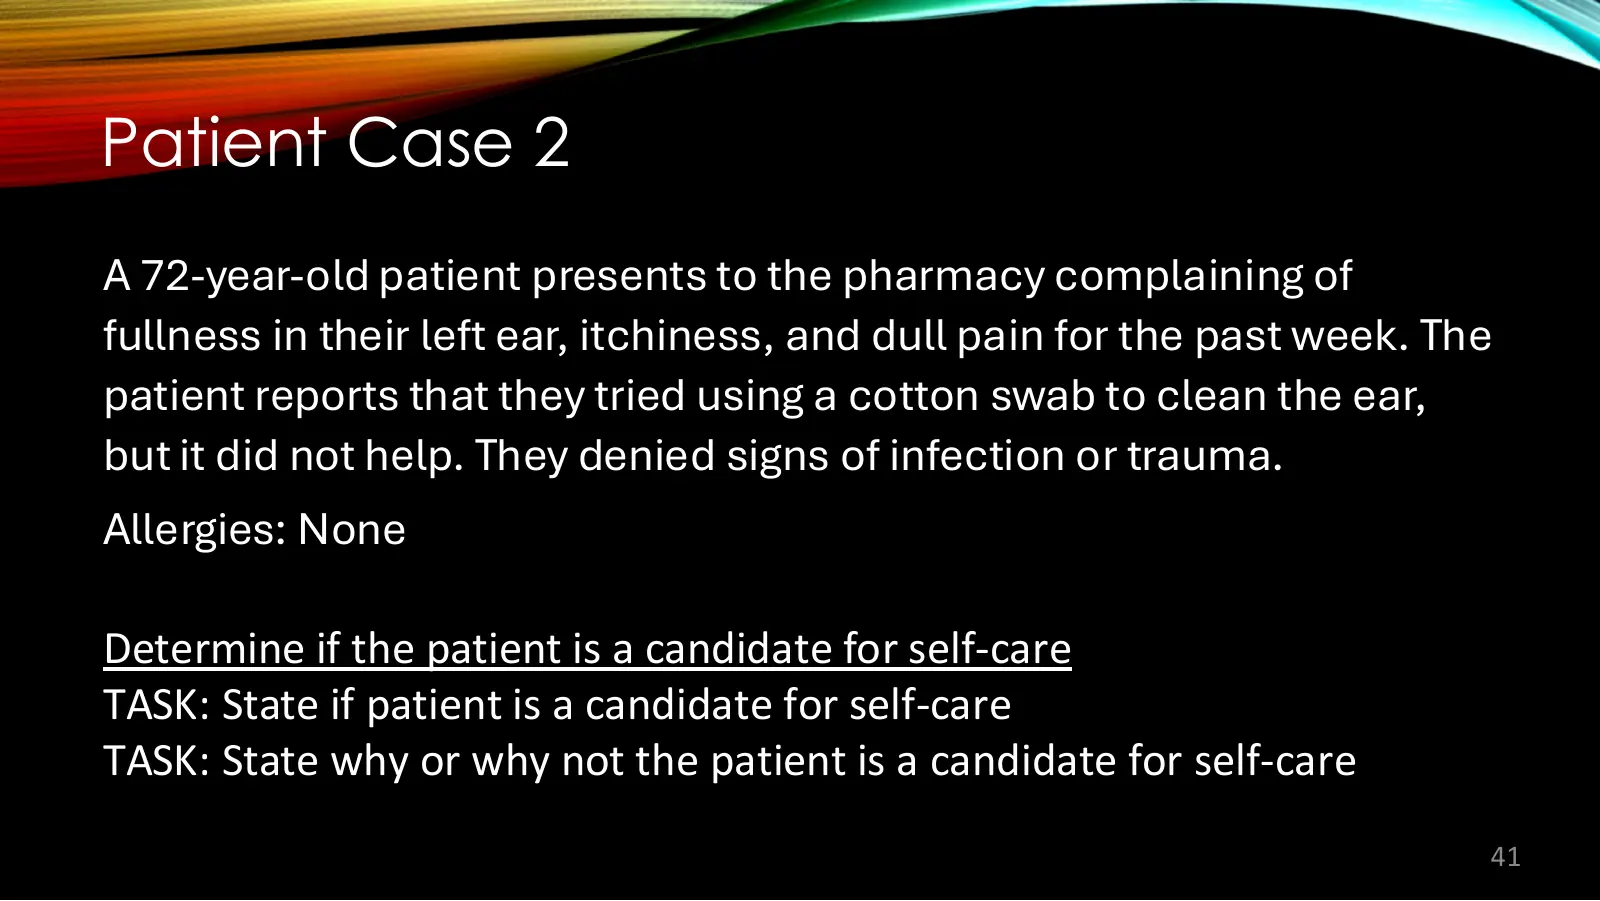 Patient Case 2
A 72-year-old patient presents to the pharmacy complaining of
fullness in their left ear, itchiness, and dull pain for the past week. The
patient reports that they tried using a cotton swab to clean the ear,
but it did not help. They denied signs of infection or trauma.
Allergies: None
Determine if the patient is a candidate for self-care
TASK: State if patient is a candidate for self-care
TASK: State why or why not the patient is a candidate for self-care
41